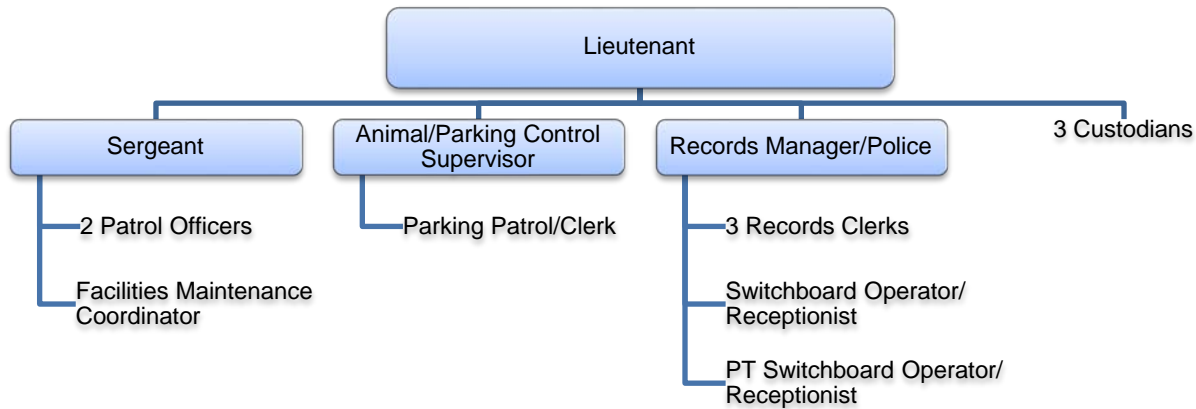 Lieutenant
Sergeant
Animal/Parking Control
Supervisor
Records Manager/Police
3 Custodians
2 Patrol Officers
Facilities Maintenance
Coordinator
Parking Patrol/Clerk
3 Records Clerks
Switchboard Operator/
Receptionist
PT Switchboard Operator/
Receptionist